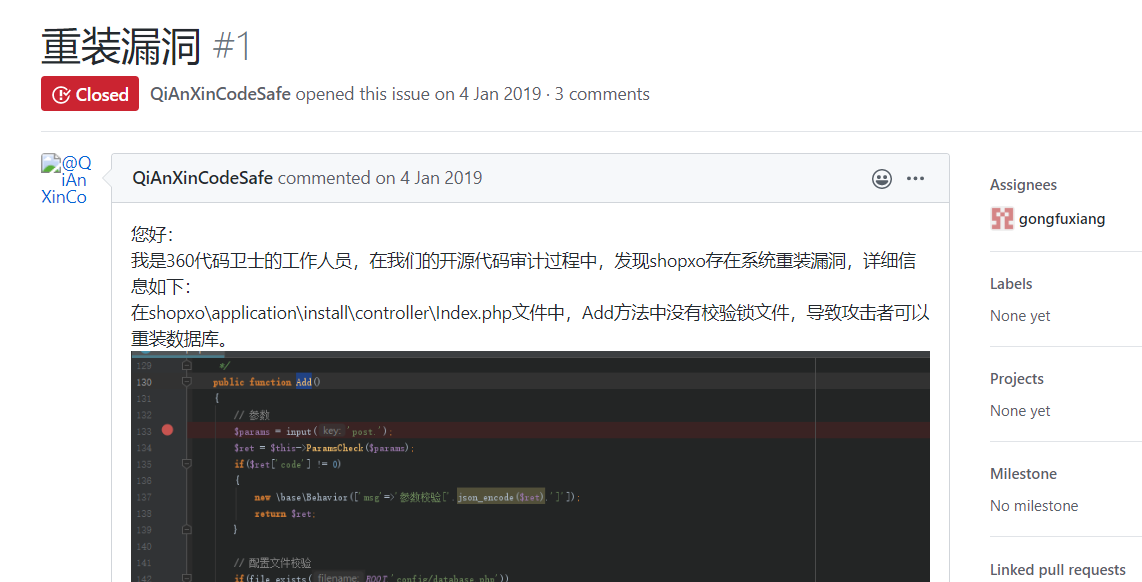 重装漏洞 #1
Closed QiAnXinCodeSafe opened this issue on 4 Jan 2019 · 3 comments
@Q
iAn
XinCo
QiAnXinCodeSafe commented on 4 Jan 2019
您好：
我是360代码卫士的工作人员，在我们的开源代码审计过程中，发现shopxo存在系统重装漏洞，详细信
息如下：
在shopxo\application\install\controller\Index.php文件中，Add方法中没有校验锁文件，导致攻击者可以
重装数据库。
129 */
130 public function Add()
131 {
132 // 参数
133 $params = input( key: 'post.');
134 $ret = $this->ParamsCheck($params);
135 if($ret['code'] != 0)
136 {
137 new \base\Behavior(['msg'=>'参数校验['.json_encode($ret).']']);
138 return $ret;
139 }
140
141 // 配置文件校验
142 if(file_exists( filename: ROOT.'config/database.php'))
Assignees
gongfuxiang
Labels
None yet
Projects
None yet
Milestone
No milestone
Linked pull requests